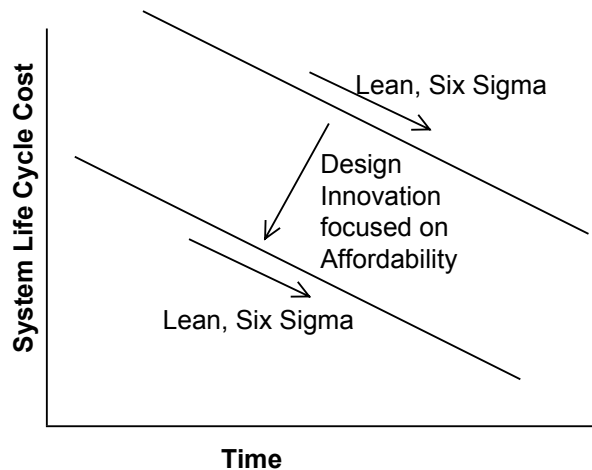 System Life Cycle Cost
Lean, Six Sigma
Design
Innovation
focused on
Affordability
Lean, Six Sigma
Time